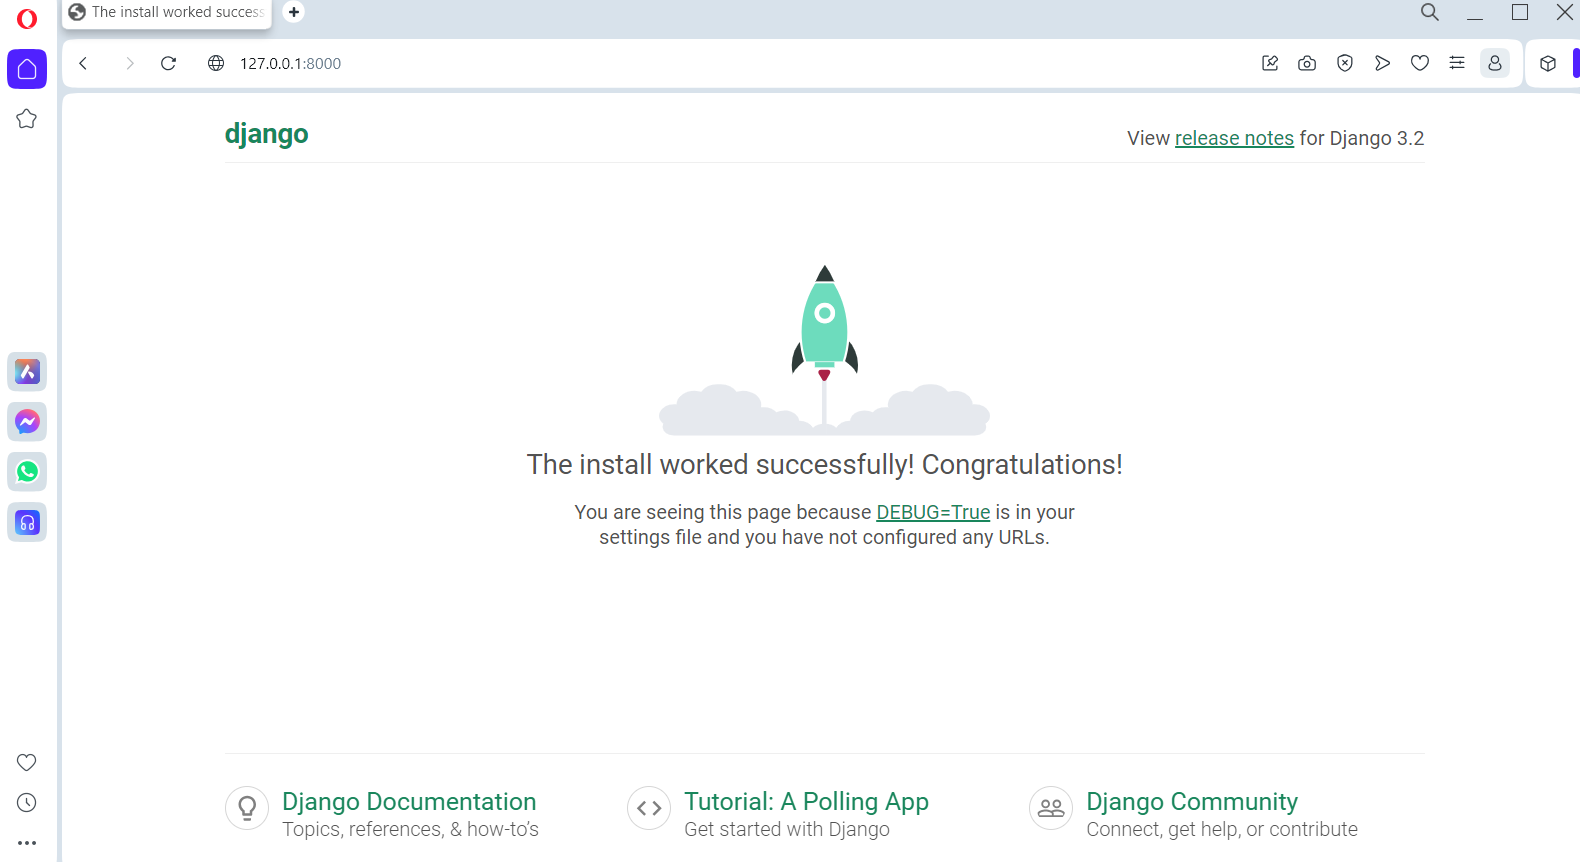 The install worked success
127.0.0.1:8000
django
View release notes for Django 3.2
The install worked successfully! Congratulations!
You are seeing this page because DEBUG=True is in your
settings file and you have not configured any URLs.
Django Documentation
Topics, references, & how-to’s
Tutorial: A Polling App
Get started with Django
Django Community
Connect, get help, or contribute